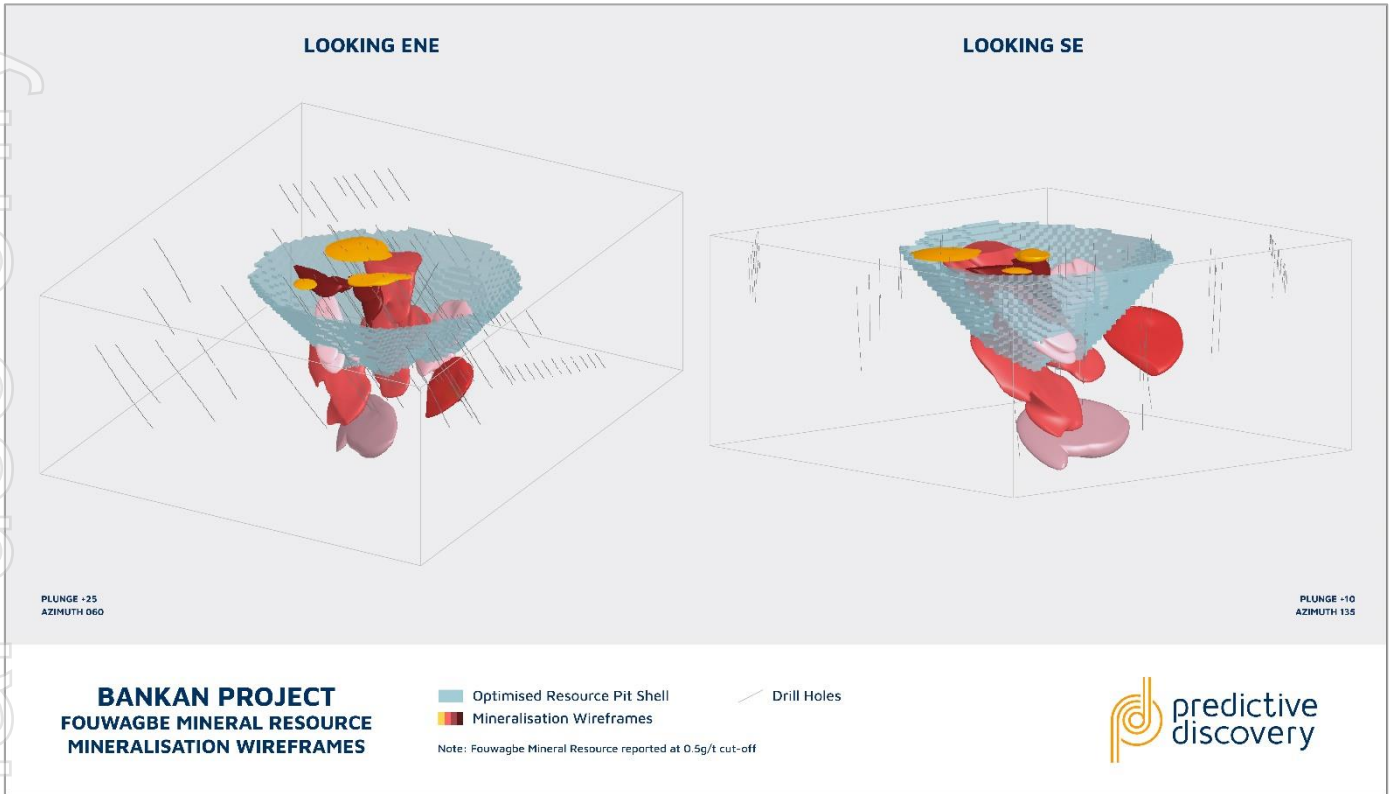 LOOKING ENE
LOOKING SE
PLUNGE +25
AZIMUTH 060
PLUNGE +10
AZIMUTH 135
BANKAN PROJECT
FOUWAGBE MINERAL RESOURCE
MINERALISATION WIREFRAMES
Optimised Resource Pit Shell
Drill Holes
Mineralisation Wireframes
Note: Fouwagbe Mineral Resource reported at 0.5g/t cut-off
predictive
discovery